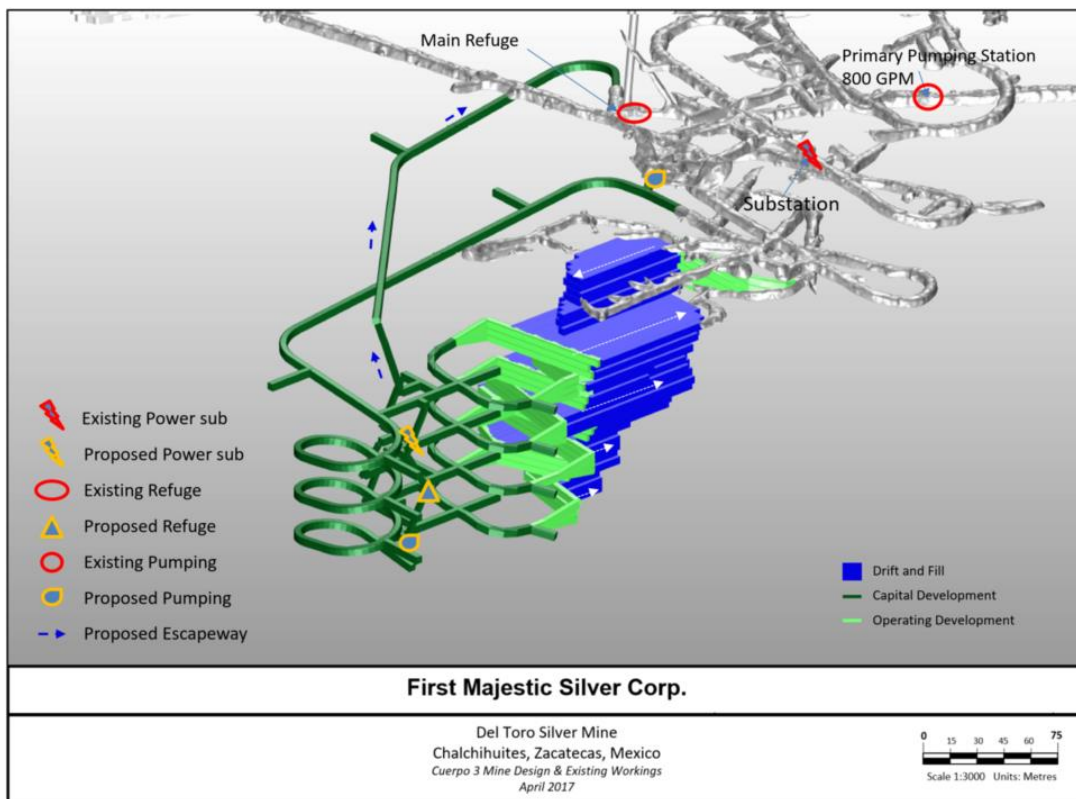 Main Refuge
Primary Pumping Station
800 GPM
Substation
Existing Power sub
Proposed Power sub
Existing Refuge
Proposed Refuge
Existing Pumping
Proposed Pumping
Proposed Escapeway
Drift and Fill
Capital Development
Operating Development
First Majestic Silver Corp.
Del Toro Silver Mine
Chalchihuites, Zacatecas, Mexico
Cuerpo 3 Mine Design & Existing Workings
April 2017
0 15 30 45 60 75
Scale 1:3000 Units: Metres